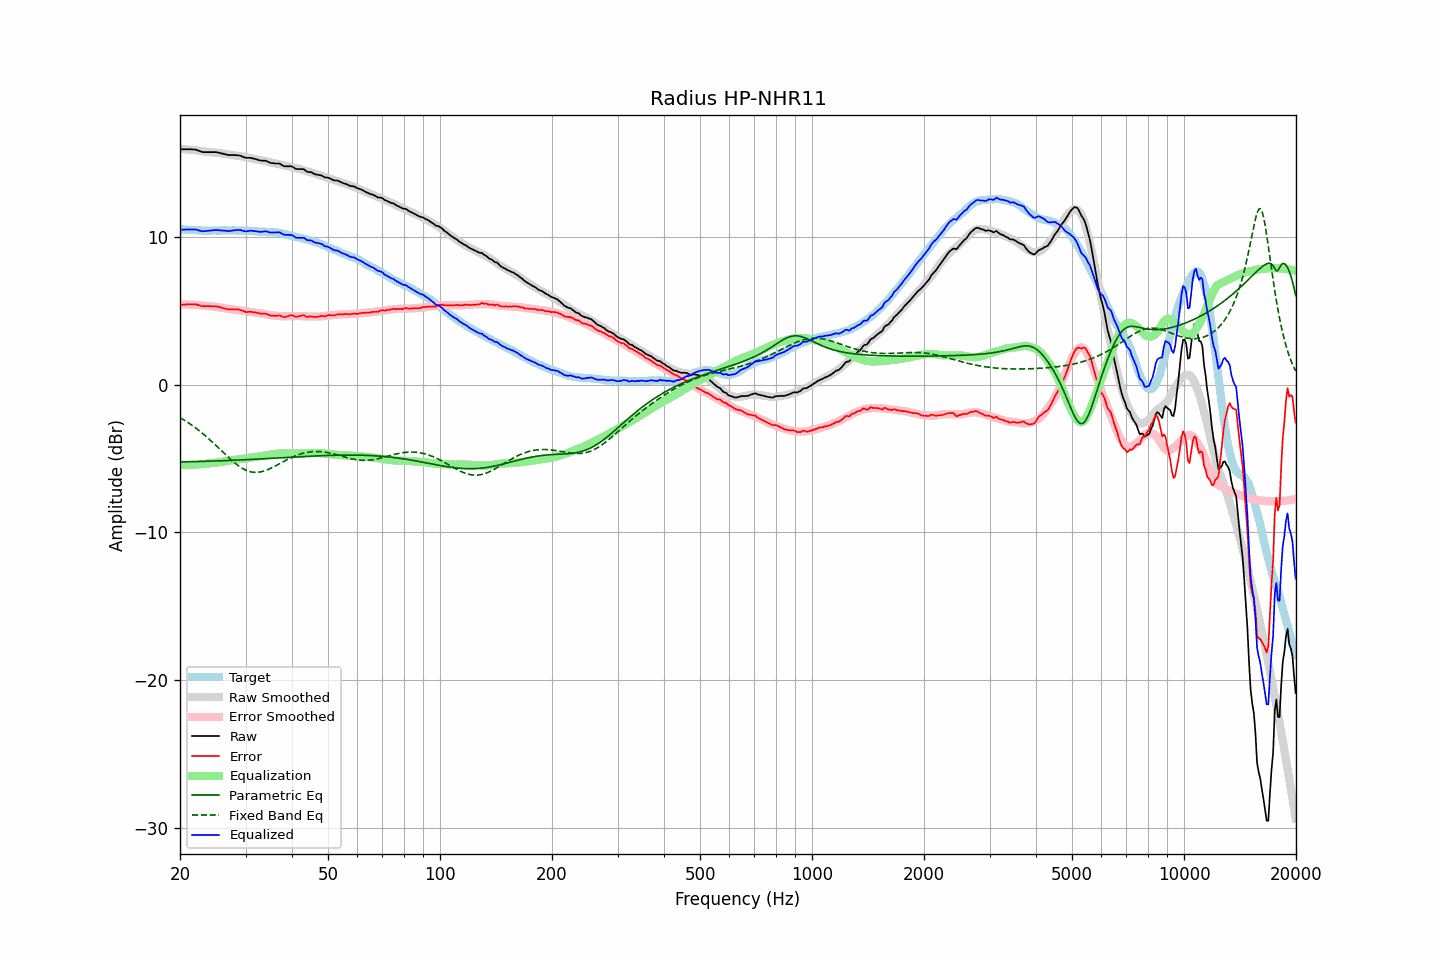 Radius HP-NHR11
Amplitude (dBr)
10
0
−10
−20
−30
Target
Raw Smoothed
Error Smoothed
Raw
Error
Equalization
Parametric Eq
Fixed Band Eq
Equalized
20 50 100 200 500 1000 2000 5000 10000 20000
Frequency (Hz)